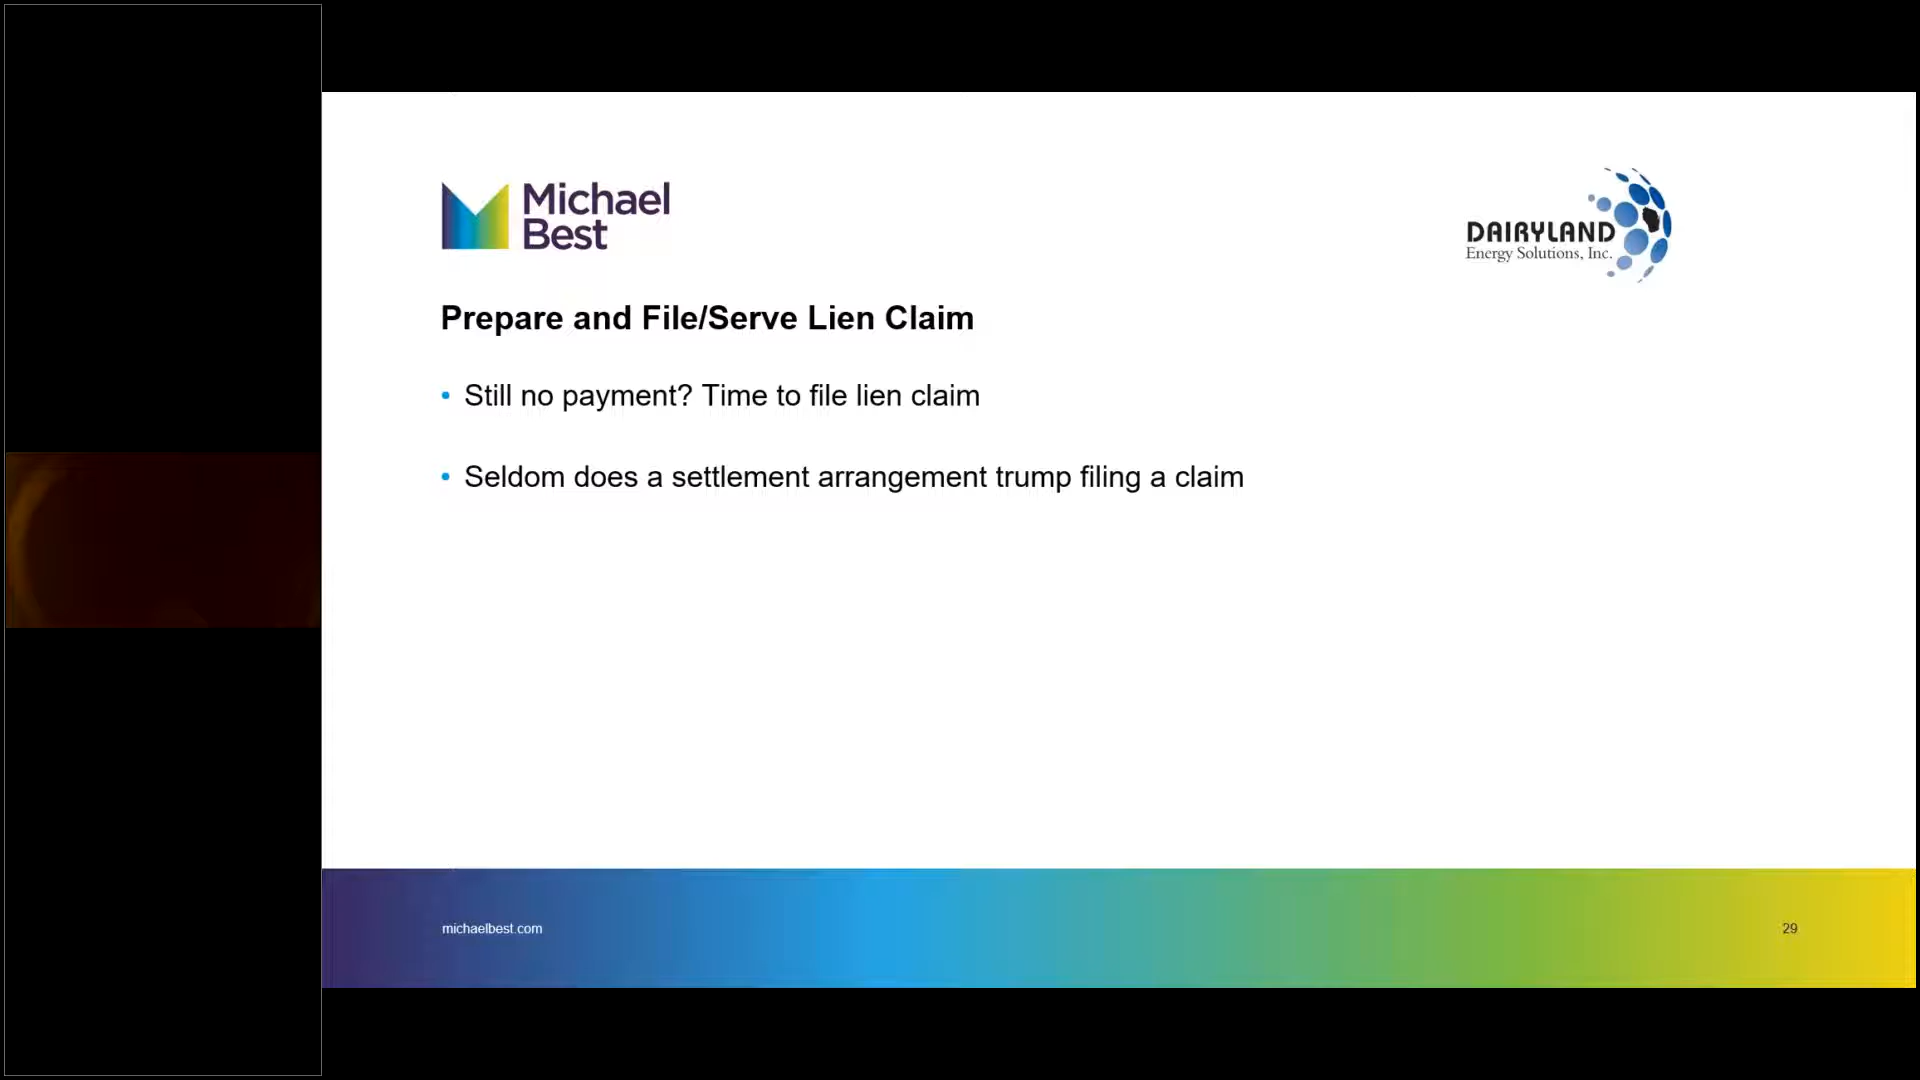 Michael
Best
DAIRYLAND
Energy Solutions, Inc.
Prepare and File/Serve Lien Claim
• Still no payment? Time to file lien claim
• Seldom does a settlement arrangement trump filing a claim
michaelbest.com
29